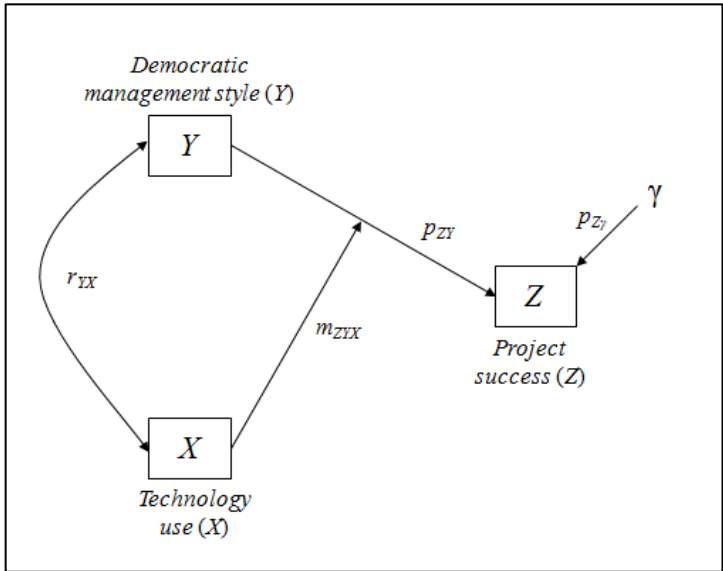 Democratic
management style (Y)
Y
γ
p_Zγ
p_ZY
Z
r_YX
m_ZYX
Project
success (Z)
X
Technology
use (X)